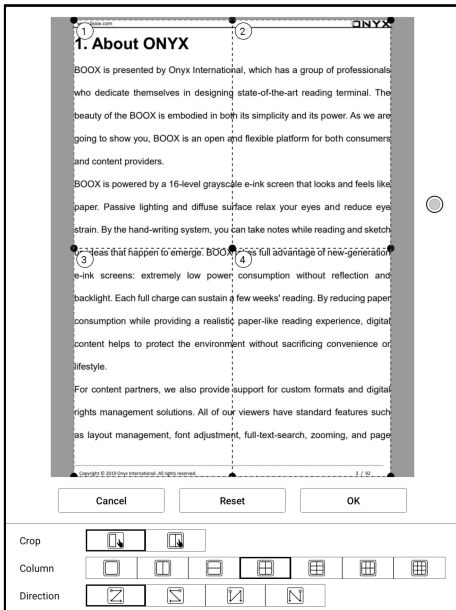 boox.com
ONYX
1
2
1. About ONYX
BOOX is presented by Onyx International, which has a group of professionals
who dedicate themselves in designing state-of-the-art reading terminal. The
beauty of the BOOX is embodied in both its simplicity and its power. As we are
going to show you, BOOX is an open and flexible platform for both consumers
and content providers.
BOOX is powered by a 16-level grayscale e-ink screen that looks and feels like
paper. Passive lighting and diffuse surface relax your eyes and reduce eye
strain. By the hand-writing system, you can take notes while reading and sketch
3
4
ideas that happen to emerge. BOOX full advantage of new-generation
e-ink screens: extremely low power consumption without reflection and
backlight. Each full charge can sustain a few weeks' reading. By reducing paper
consumption while providing a realistic paper-like reading experience, digital
content helps to protect the environment without sacrificing convenience or
lifestyle.
For content partners, we also provide support for custom formats and digital
rights management solutions. All of our viewers have standard features such
as layout management, font adjustment, full-text-search, zooming, and page
Copyright © 2019 Onyx International. All rights reserved. 3 / 92
Cancel Reset OK
Crop
Column
Direction